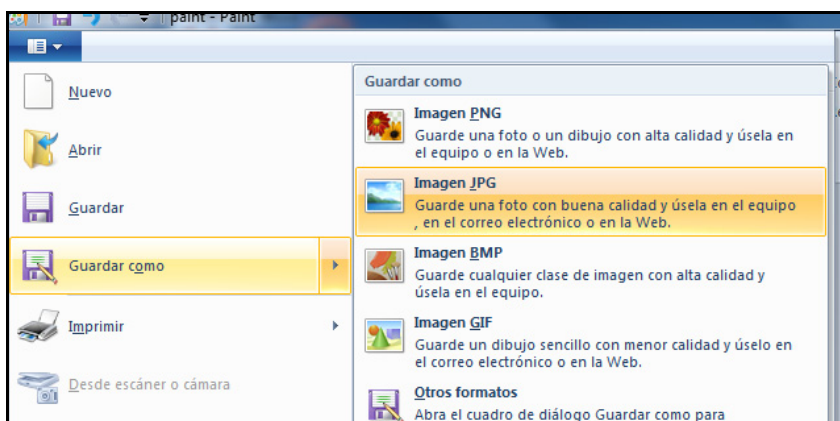 paint - Paint
Nuevo
Abrir
Guardar
Guardar como
Imprimir
Desde escáner o cámara
Guardar como
Imagen PNG
Guarde una foto o un dibujo con alta calidad y úsela en
el equipo o en la Web.
Imagen JPG
Guarde una foto con buena calidad y úsela en el equipo
, en el correo electrónico o en la Web.
Imagen BMP
Guarde cualquier clase de imagen con alta calidad y
úsela en el equipo.
Imagen GIF
Guarde un dibujo sencillo con menor calidad y úselo en
el correo electrónico o en la Web.
Otros formatos
Abra el cuadro de diálogo Guardar como para